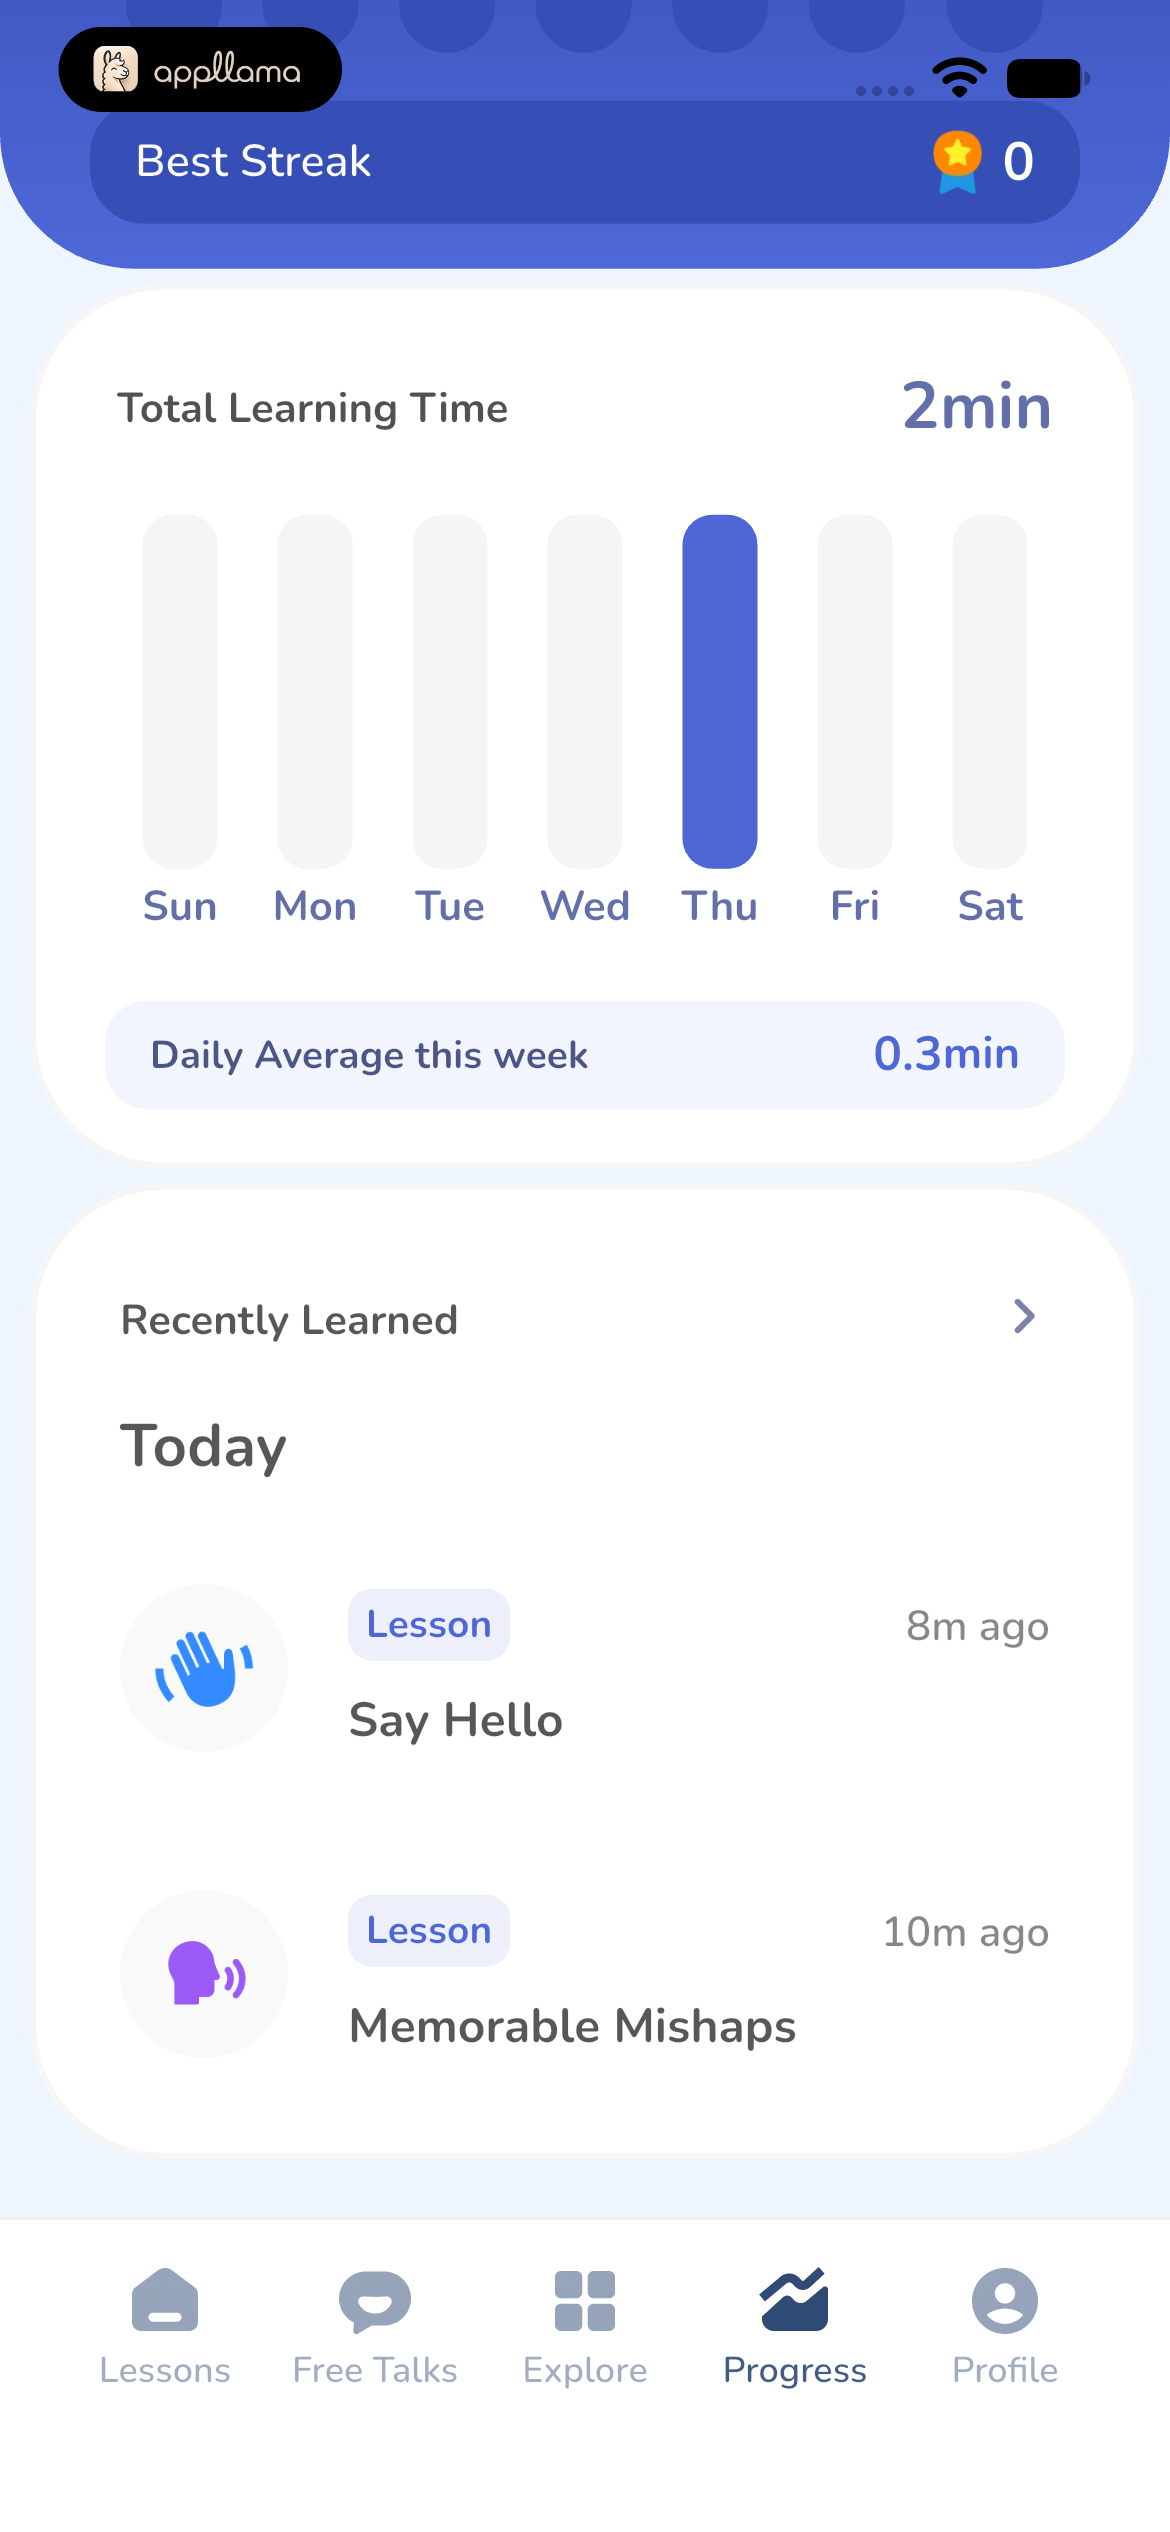 appllama
Best Streak 0
Total Learning Time 2min
Sun Mon Tue Wed Thu Fri Sat
Daily Average this week 0.3min
Recently Learned
Today
Lesson 8m ago
Say Hello
Lesson 10m ago
Memorable Mishaps
Lessons Free Talks Explore Progress Profile